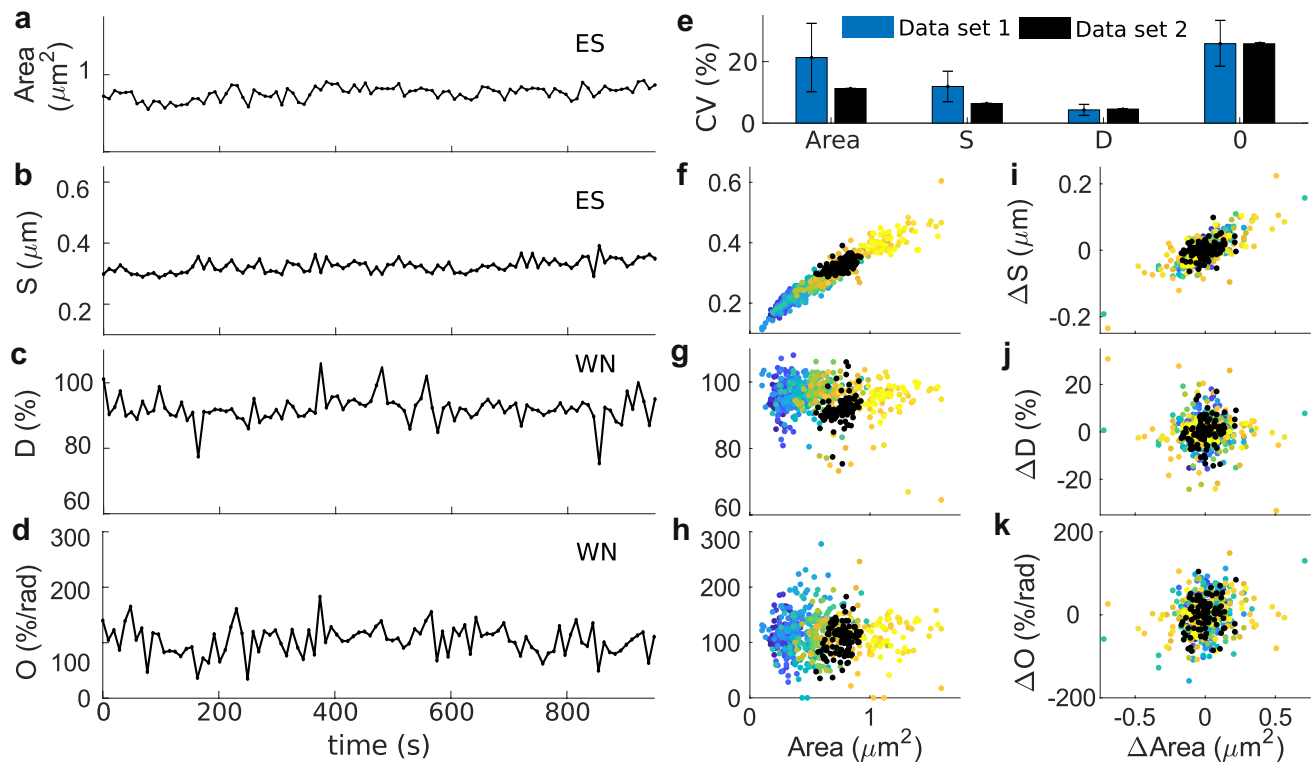 a
Area
(μm²)
1
ES
b
S (μm)
0.6
0.4
0.2
ES
c
D (%)
100
80
60
WN
d
O (%/rad)
300
200
100
0
WN
0 200 400 600 800
time (s)
e
CV (%)
20
0
Data set 1 Data set 2
Area S D 0
f
0.6
0.4
0.2
g
100
80
60
h
300
200
100
0
0 1
Area (μm²)
i
ΔS (μm)
0.2
0
-0.2
j
ΔD (%)
20
0
-20
k
ΔO (%/rad)
200
0
-200
-0.5 0 0.5
ΔArea (μm²)